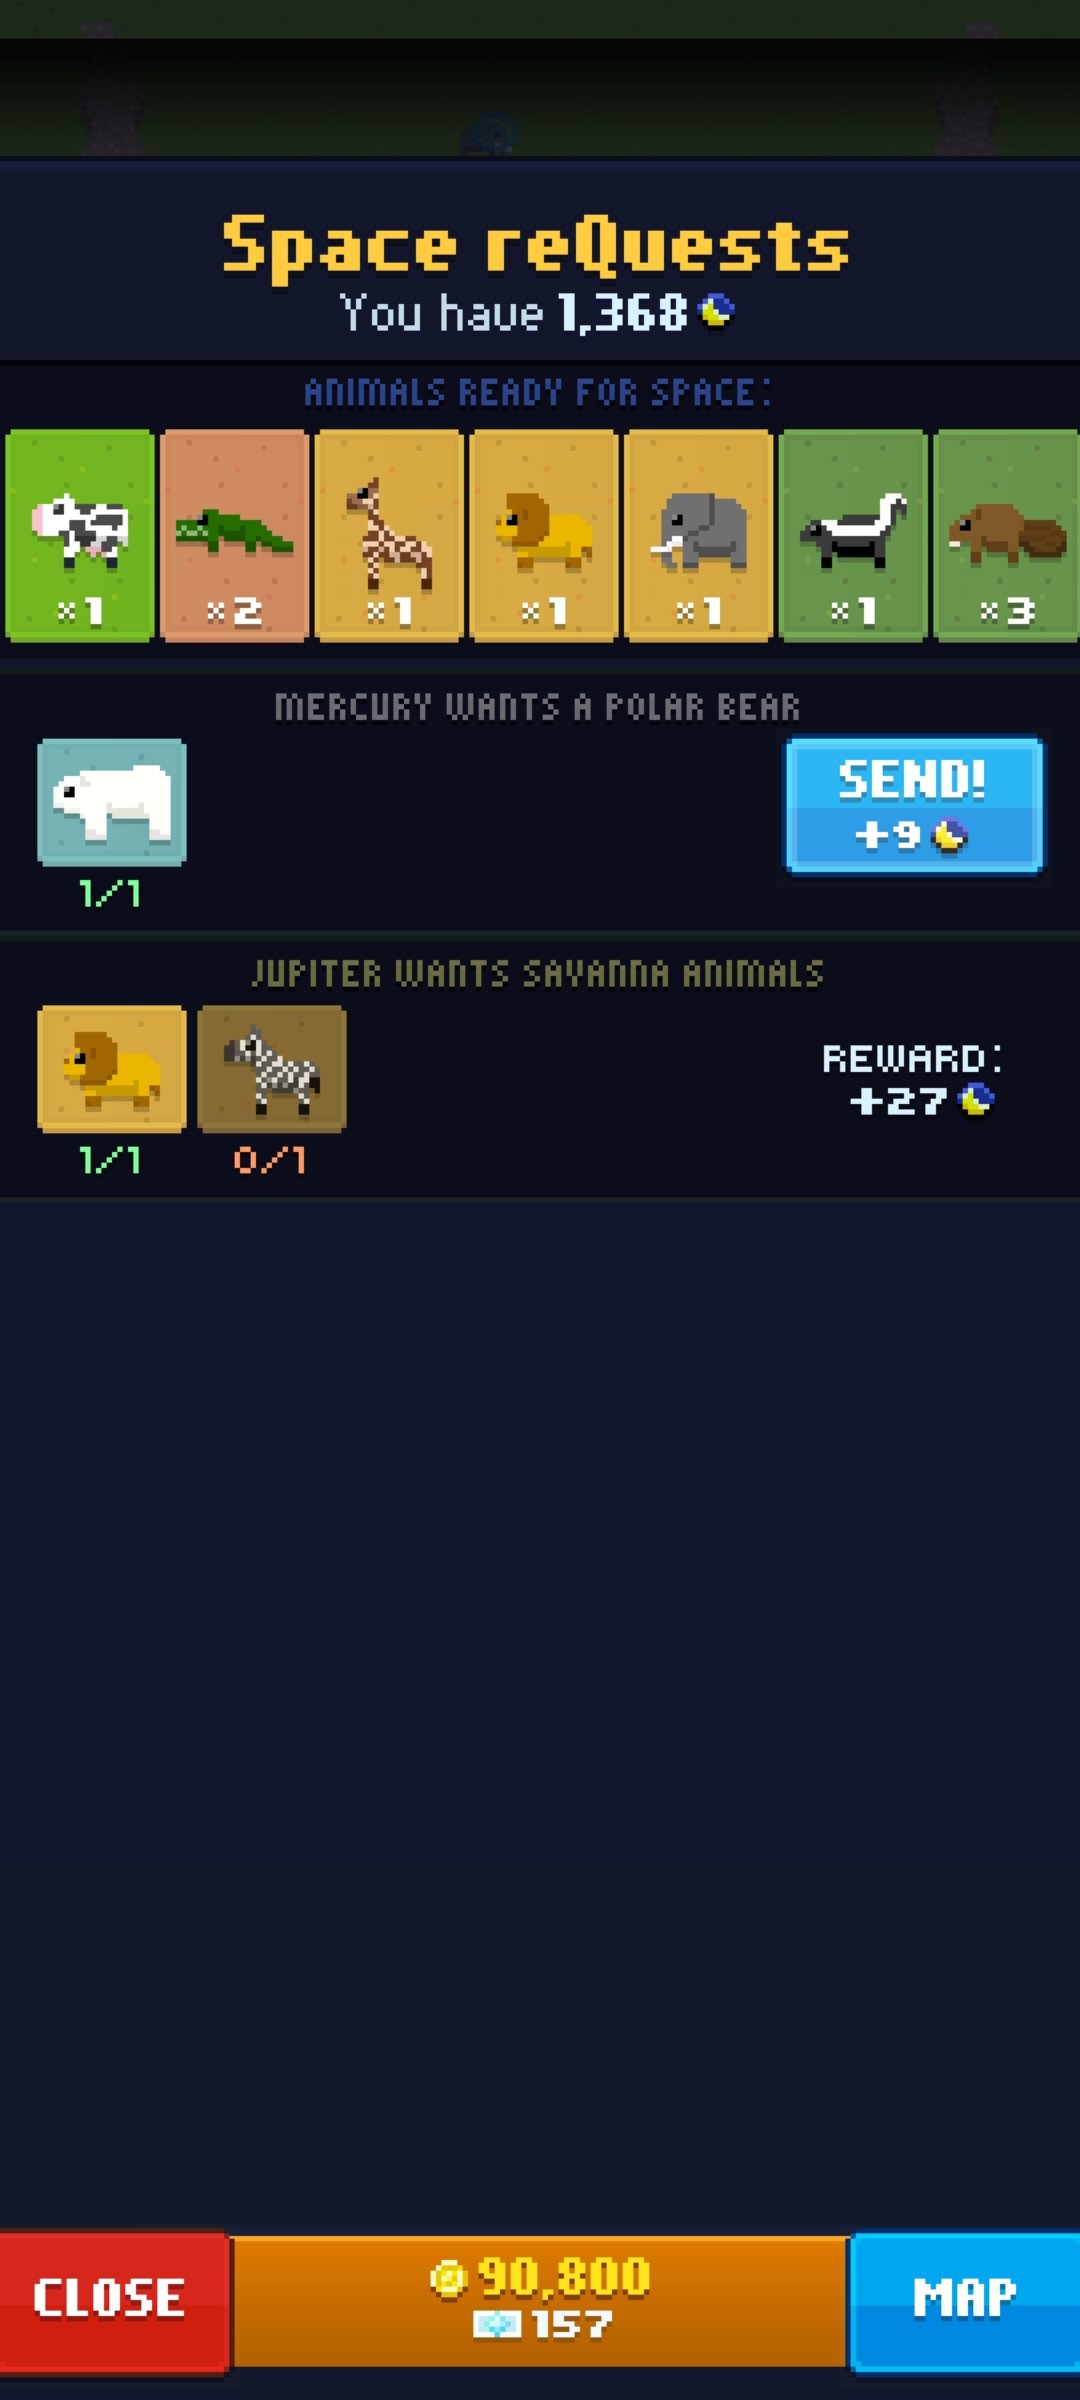 Space reQuests
You have 1,368
ANIMALS READY FOR SPACE:
×1 ×2 ×1 ×1 ×1 ×1 ×3
MERCURY WANTS A POLAR BEAR
SEND!
+9
1/1
JUPITER WANTS SAVANNA ANIMALS
REWARD:
+27
1/1 0/1
CLOSE
90,800
157
MAP